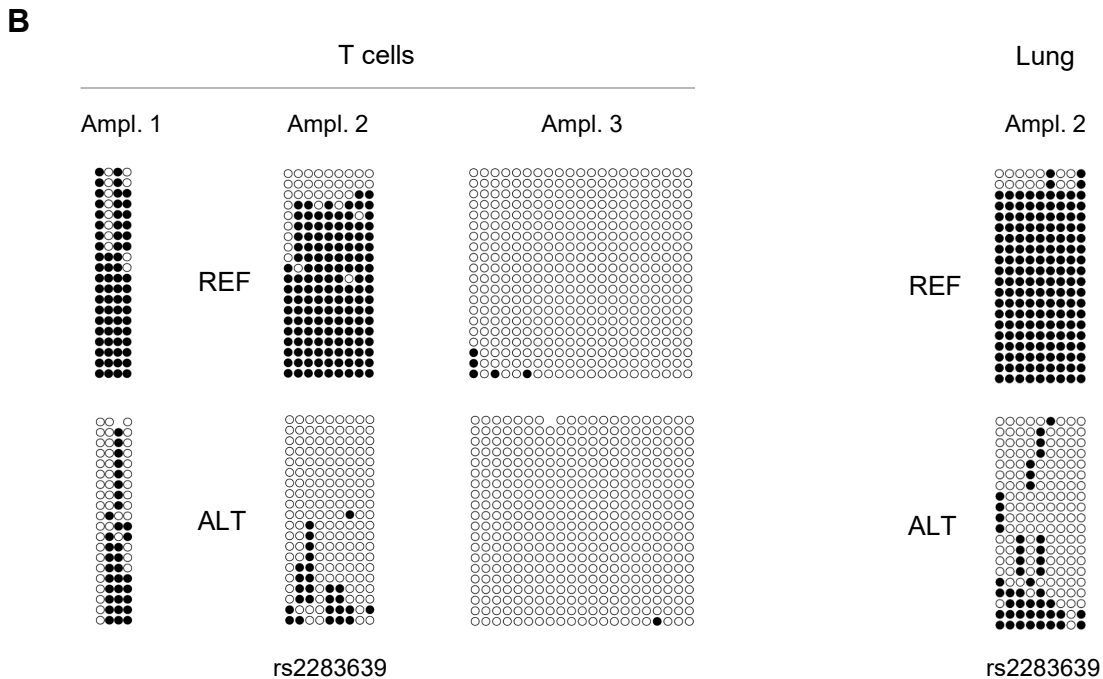 B
T cells
Lung
Ampl. 1
Ampl. 2
Ampl. 3
Ampl. 2
REF
REF
ALT
ALT
rs2283639
rs2283639